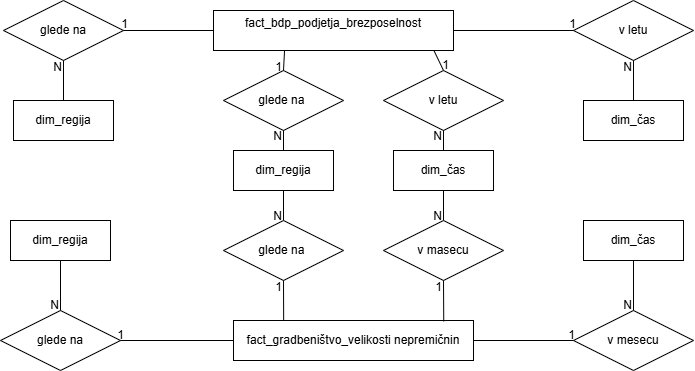 fact_bdp_podjetja_brezposelnost
glede na
1
1
v letu
N
1
1
N
glede na
v letu
dim_regija
dim_čas
N
N
dim_regija
dim_čas
N
N
dim_regija
dim_čas
glede na
v masecu
N
1
1
N
glede na
1
fact_gradbeništvo_velikosti nepremičnin
1
v mesecu